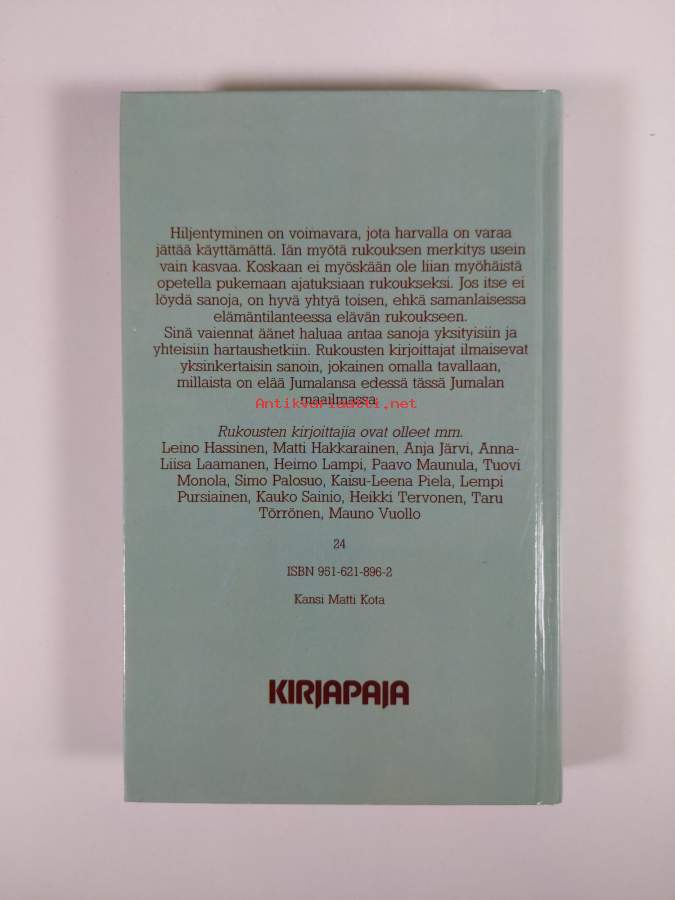 Hiljentyminen on voimavara, jota harvalla on varaa
jättää käyttämättä. Iän myötä rukouksen merkitys usein
vain kasvaa. Koskaan ei myöskään ole liian myöhäistä
opetella pukemaan ajatuksiaan rukoukseksi. Jos itse ei
löydä sanoja, on hyvä yhtyä toisen, ehkä samanlaisessa
elämäntilanteessa elävän rukoukseen.
Sinä vaiennat äänet haluaa antaa sanoja yksityisiin ja
yhteisiin hartaushetkiin. Rukousten kirjoittajat ilmaisevat
yksinkertaisin sanoin, jokainen omalla tavallaan,
millaista on elää Jumalansa edessä tässä Jumalan
maailmassa.
Antikvariaatti.net
Rukousten kirjoittajia ovat olleet mm.
Leino Hassinen, Matti Hakkarainen, Anja Järvi, Anna-
Liisa Laamanen, Heimo Lampi, Paavo Maunula, Tuovi
Monola, Simo Palosuo, Kaisu-Leena Piela, Lempi
Pursiainen, Kauko Sainio, Heikki Tervonen, Taru
Törrönen, Mauno Vuollo
24
ISBN 951-621-896-2
Kansi Matti Kota
KIRJAPAJA